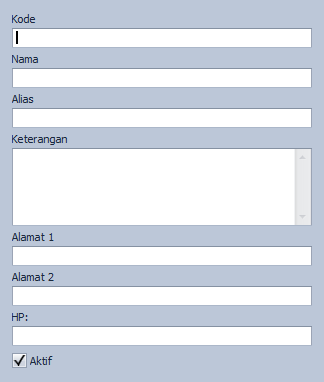 Kode
Nama
Alias
Keterangan
Alamat 1
Alamat 2
HP:
Aktif